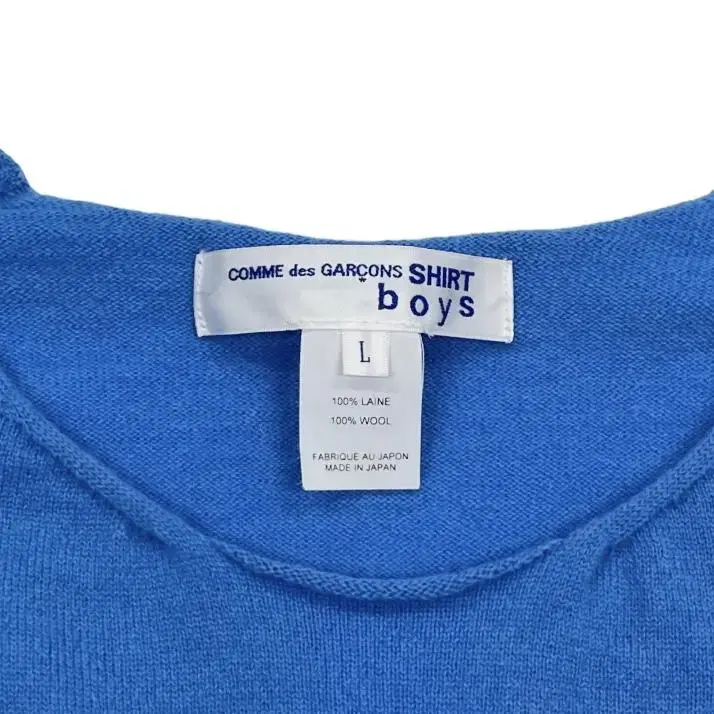 COMME des GARÇONS SHIRT
boys
L
100% LAINE
100% WOOL
FABRIQUE AU JAPON
MADE IN JAPAN